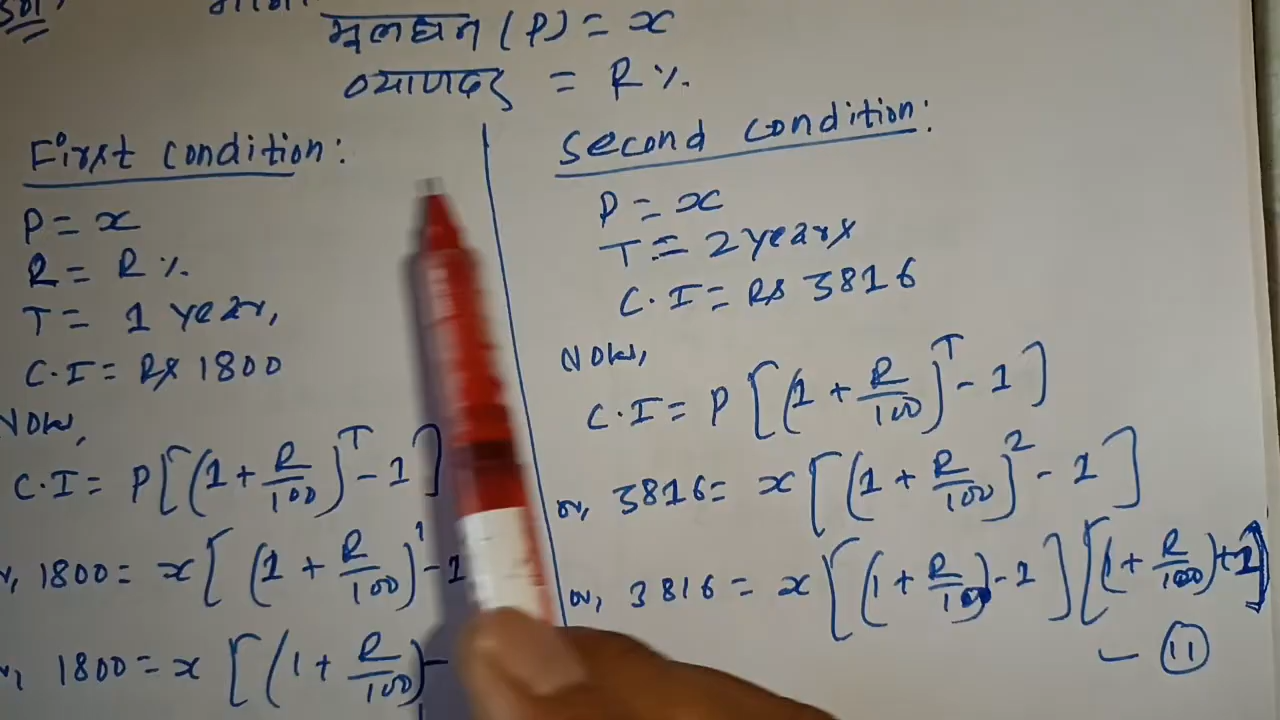 मूलधन (P) = x
ब्याजदर = R %
First condition:
P = x
R = R %
T = 1 year,
C.I = Rs 1800
Now,
C.I = P[(1 + R/100)^T - 1]
1800 = x[(1 + R/100)^1 - 1
1800 = x[(1 + R/100) -
Second condition:
P = x
T = 2 years
C.I = Rs 3816
Now,
C.I = P[(1 + R/100)^T - 1]
or, 3816 = x[(1 + R/100)^2 - 1]
or, 3816 = x[(1 + R/100) - 1][(1 + R/100) + 1]
— (11)